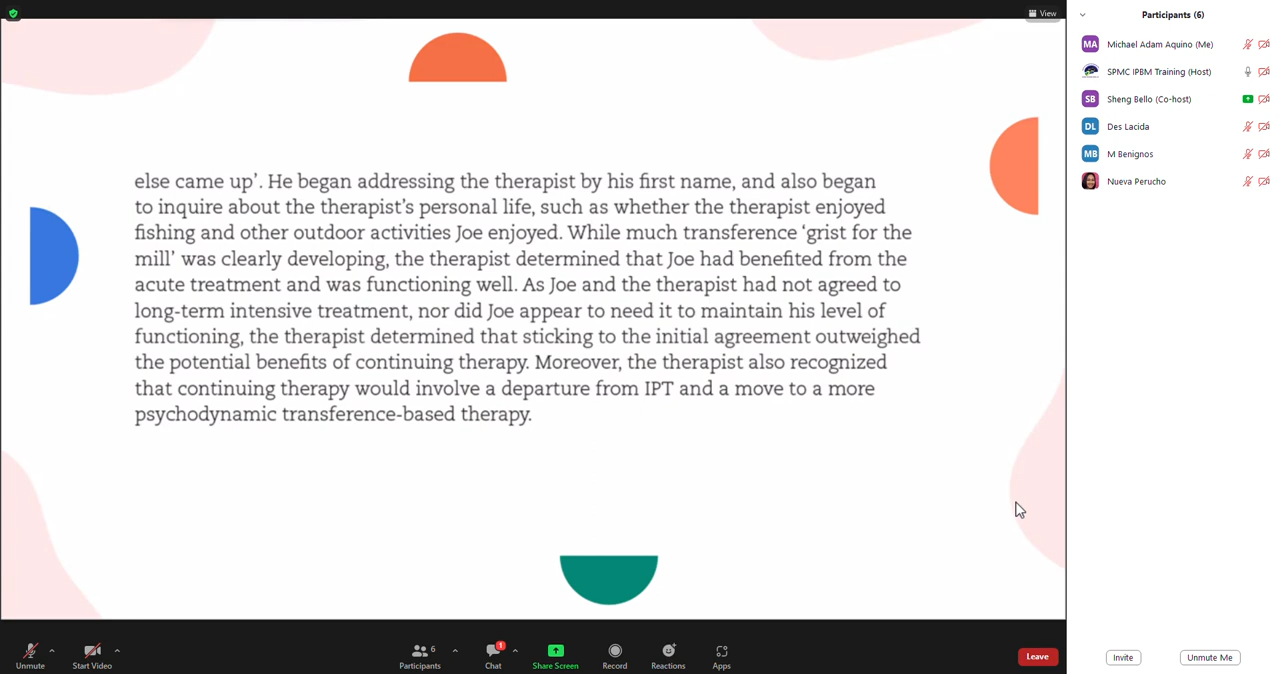 View
Participants (6)
MA Michael Adam Aquino (Me)
SPMC IPBM Training (Host)
SB Sheng Bello (Co-host)
DL Des Lacida
MB M Benignos
Nueva Perucho
else came up’. He began addressing the therapist by his first name, and also began
to inquire about the therapist’s personal life, such as whether the therapist enjoyed
fishing and other outdoor activities Joe enjoyed. While much transference ‘grist for the
mill’ was clearly developing, the therapist determined that Joe had benefited from the
acute treatment and was functioning well. As Joe and the therapist had not agreed to
long-term intensive treatment, nor did Joe appear to need it to maintain his level of
functioning, the therapist determined that sticking to the initial agreement outweighed
the potential benefits of continuing therapy. Moreover, the therapist also recognized
that continuing therapy would involve a departure from IPT and a move to a more
psychodynamic transference-based therapy.
Unmute
Start Video
6
Participants
1
Chat
Share Screen
Record
Reactions
Apps
Leave
Invite
Unmute Me